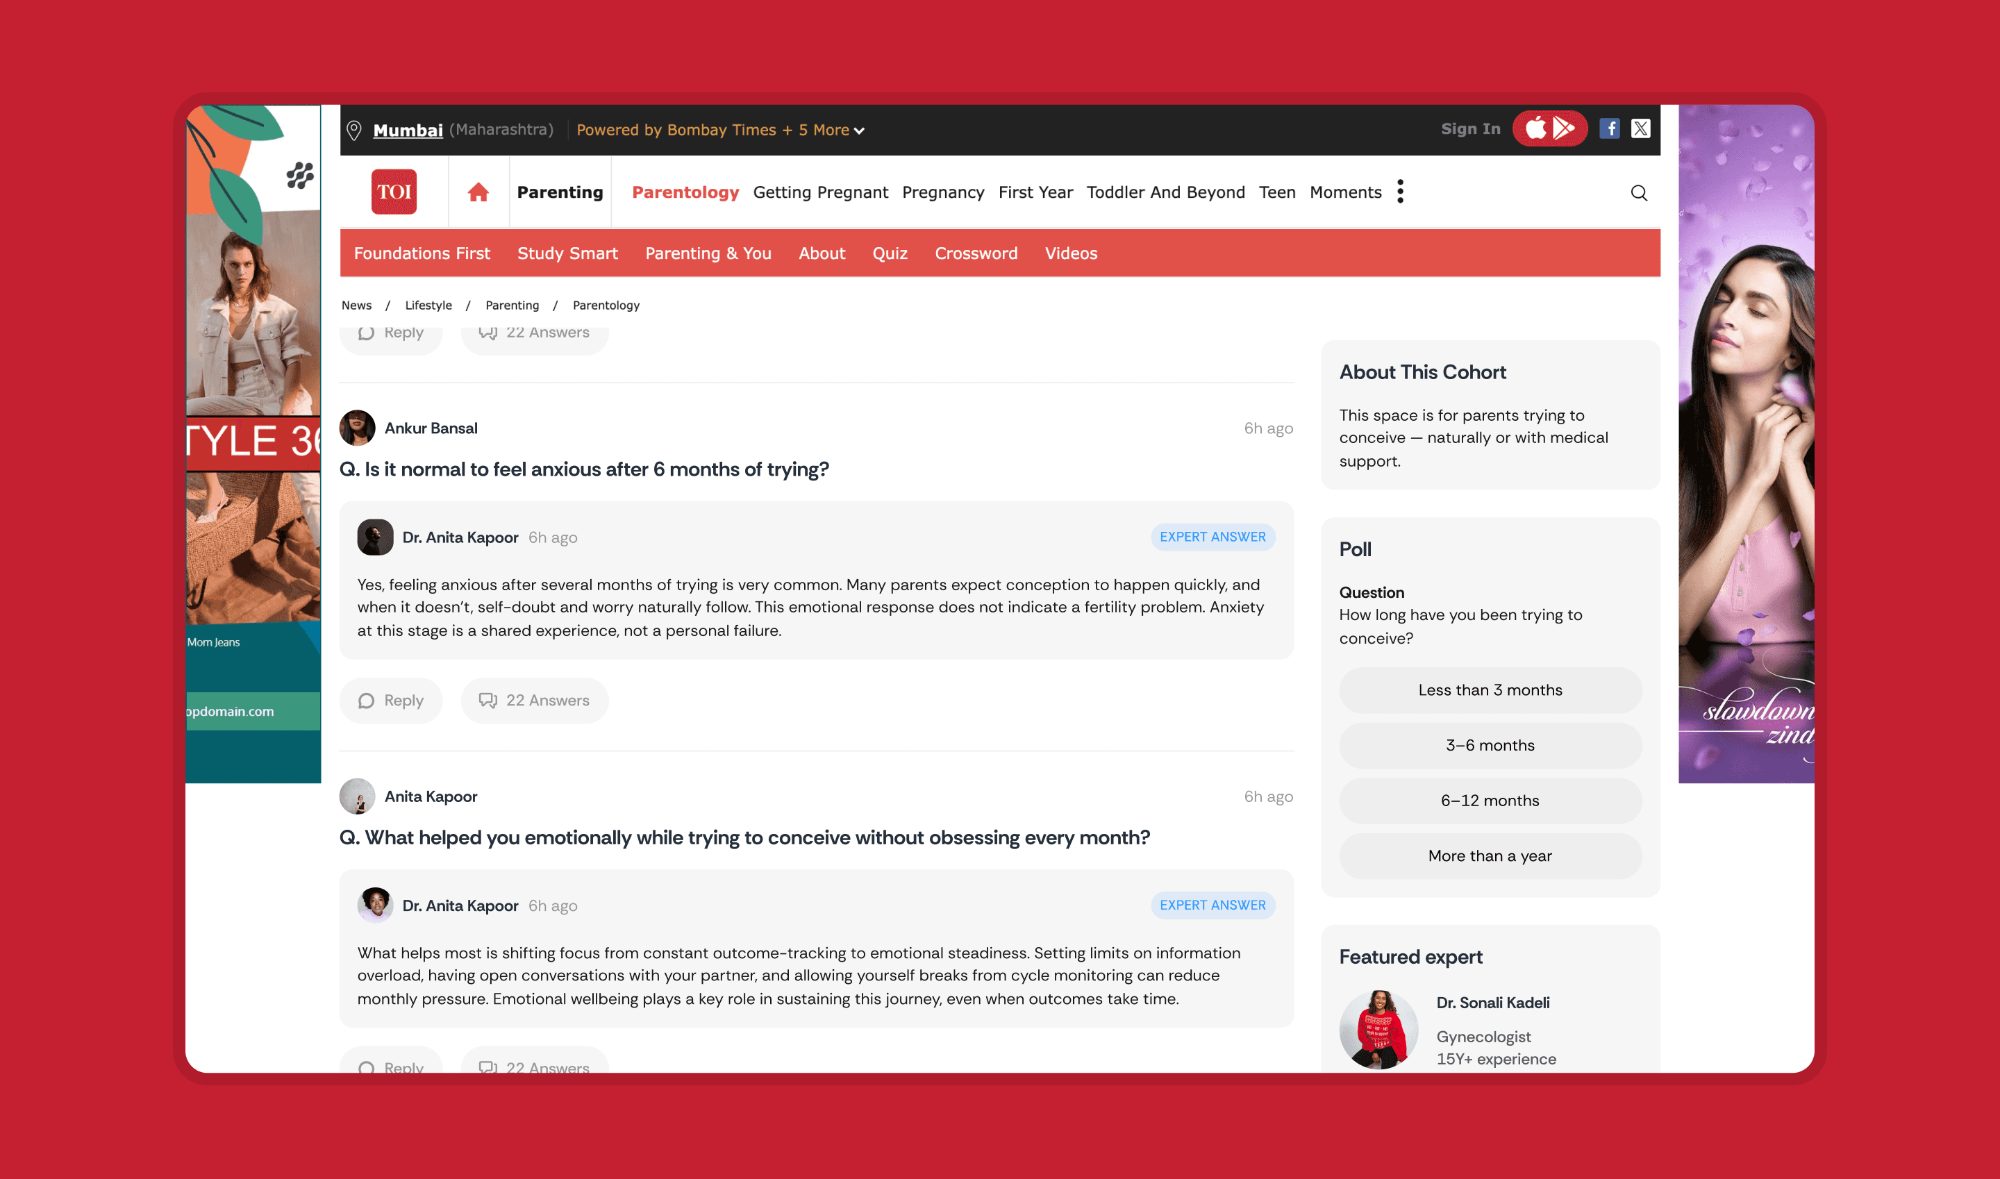 Mumbai (Maharashtra) Powered by Bombay Times + 5 More Sign In
TOI Parenting Parentology Getting Pregnant Pregnancy First Year Toddler And Beyond Teen Moments
Foundations First Study Smart Parenting & You About Quiz Crossword Videos
News / Lifestyle / Parenting / Parentology
Reply 22 Answers
Ankur Bansal 6h ago
Q. Is it normal to feel anxious after 6 months of trying?
Dr. Anita Kapoor 6h ago EXPERT ANSWER
Yes, feeling anxious after several months of trying is very common. Many parents expect conception to happen quickly, and
when it doesn't, self-doubt and worry naturally follow. This emotional response does not indicate a fertility problem. Anxiety
at this stage is a shared experience, not a personal failure.
Reply 22 Answers
Anita Kapoor 6h ago
Q. What helped you emotionally while trying to conceive without obsessing every month?
Dr. Anita Kapoor 6h ago EXPERT ANSWER
What helps most is shifting focus from constant outcome-tracking to emotional steadiness. Setting limits on information
overload, having open conversations with your partner, and allowing yourself breaks from cycle monitoring can reduce
monthly pressure. Emotional wellbeing plays a key role in sustaining this journey, even when outcomes take time.
Reply 22 Answers
About This Cohort
This space is for parents trying to
conceive — naturally or with medical
support.
Poll
Question
How long have you been trying to
conceive?
Less than 3 months
3–6 months
6–12 months
More than a year
Featured expert
Dr. Sonali Kadeli
Gynecologist
15Y+ experience
TYLE 36
Mom Jeans
opdomain.com
slowdown
zind